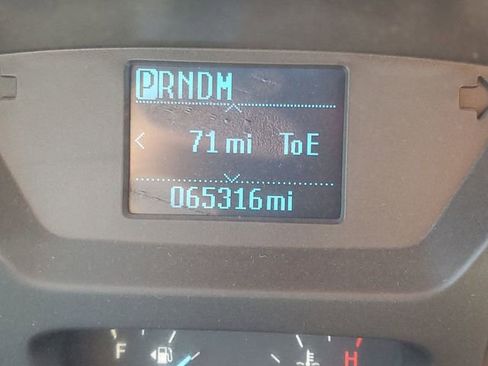 PRNDM
71 mi ToE
065316mi
F H